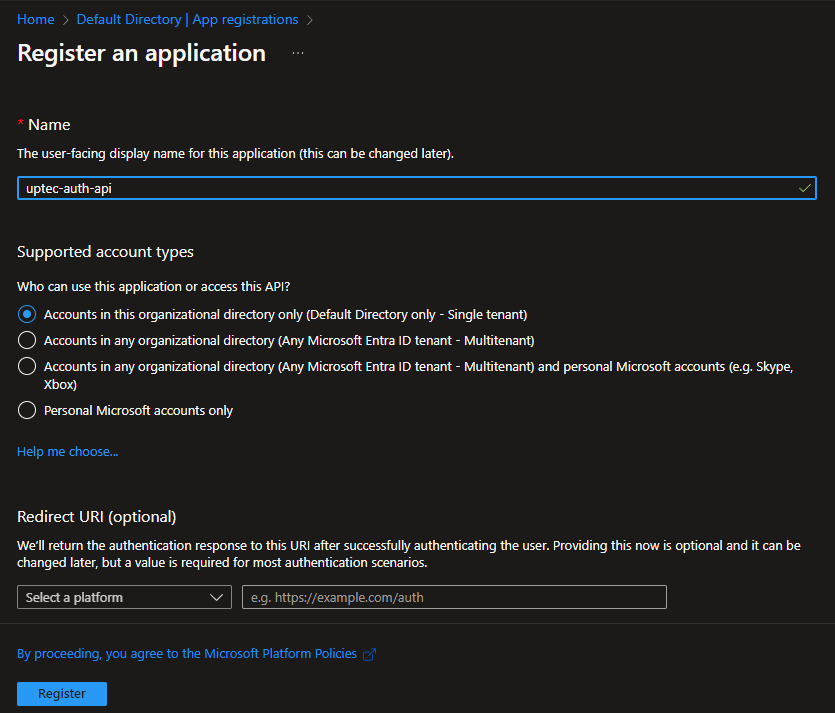 Home > Default Directory | App registrations >
Register an application ...
* Name
The user-facing display name for this application (this can be changed later).
uptec-auth-api
Supported account types
Who can use this application or access this API?
Accounts in this organizational directory only (Default Directory only - Single tenant)
Accounts in any organizational directory (Any Microsoft Entra ID tenant - Multitenant)
Accounts in any organizational directory (Any Microsoft Entra ID tenant - Multitenant) and personal Microsoft accounts (e.g. Skype,
Xbox)
Personal Microsoft accounts only
Help me choose...
Redirect URI (optional)
We'll return the authentication response to this URI after successfully authenticating the user. Providing this now is optional and it can be
changed later, but a value is required for most authentication scenarios.
Select a platform
e.g. https://example.com/auth
By proceeding, you agree to the Microsoft Platform Policies
Register